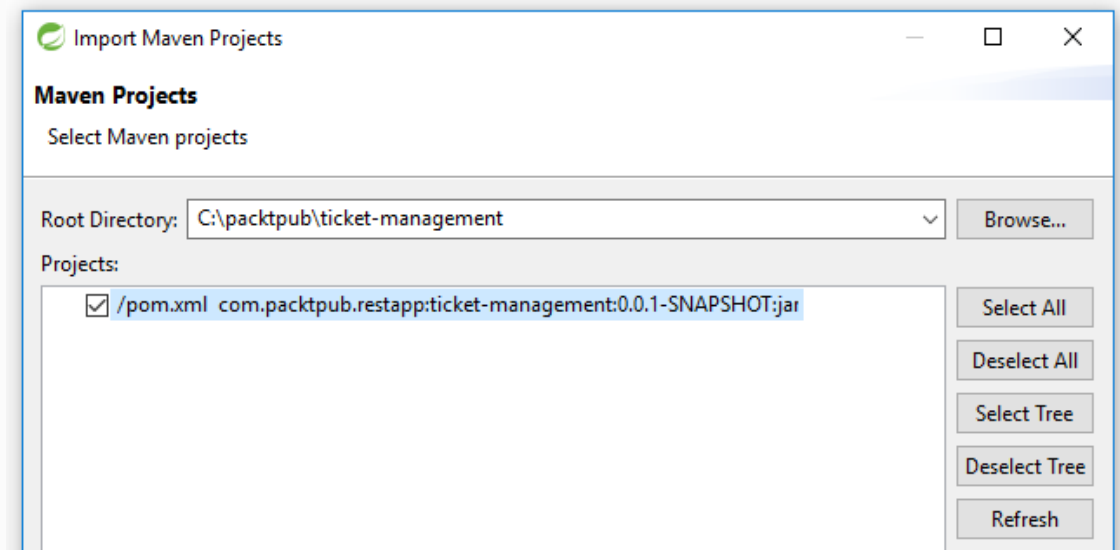 Import Maven Projects
Maven Projects
Select Maven projects
Root Directory: C:\packtpub\ticket-management Browse...
Projects:
/pom.xml com.packtpub.restapp:ticket-management:0.0.1-SNAPSHOT:jar
Select All
Deselect All
Select Tree
Deselect Tree
Refresh